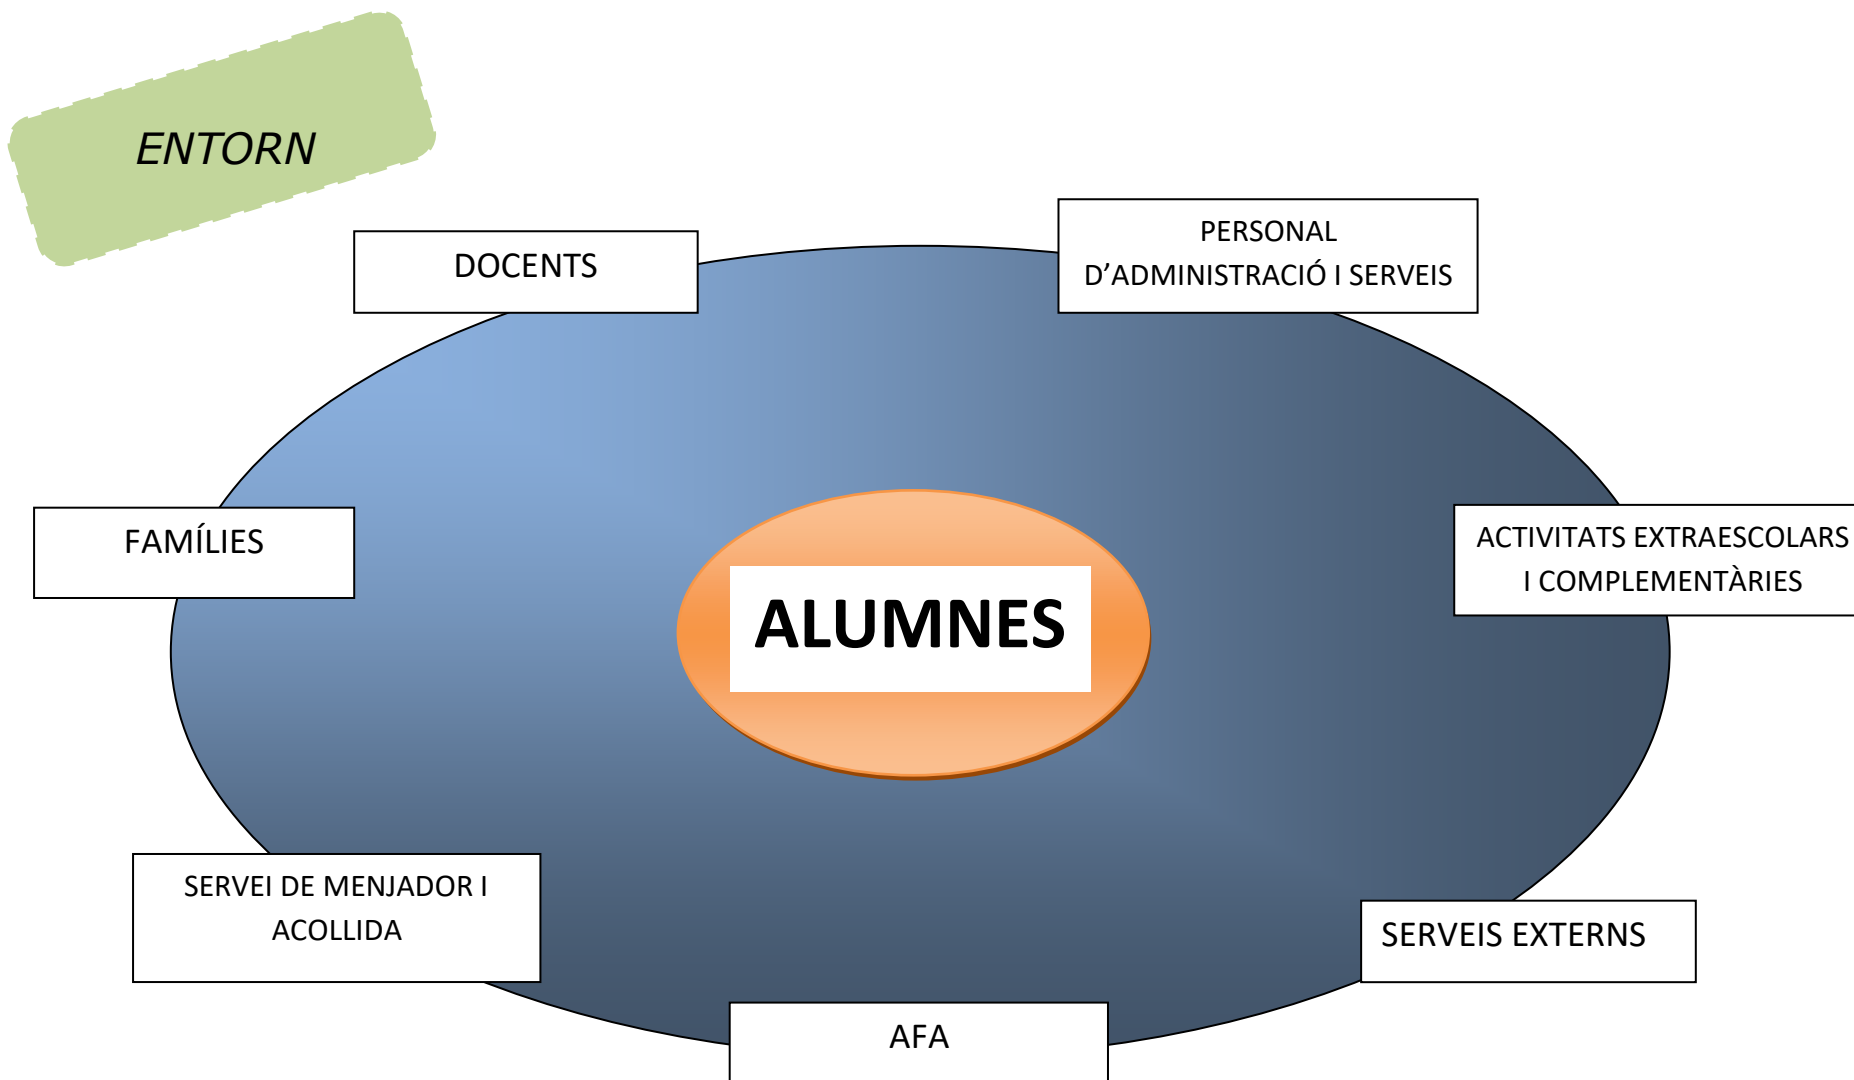 ENTORN
DOCENTS
PERSONAL
D’ADMINISTRACIÓ I SERVEIS
FAMÍLIES
ACTIVITATS EXTRAESCOLARS
I COMPLEMENTÀRIES
ALUMNES
SERVEI DE MENJADOR I
ACOLLIDA
SERVEIS EXTERNS
AFA